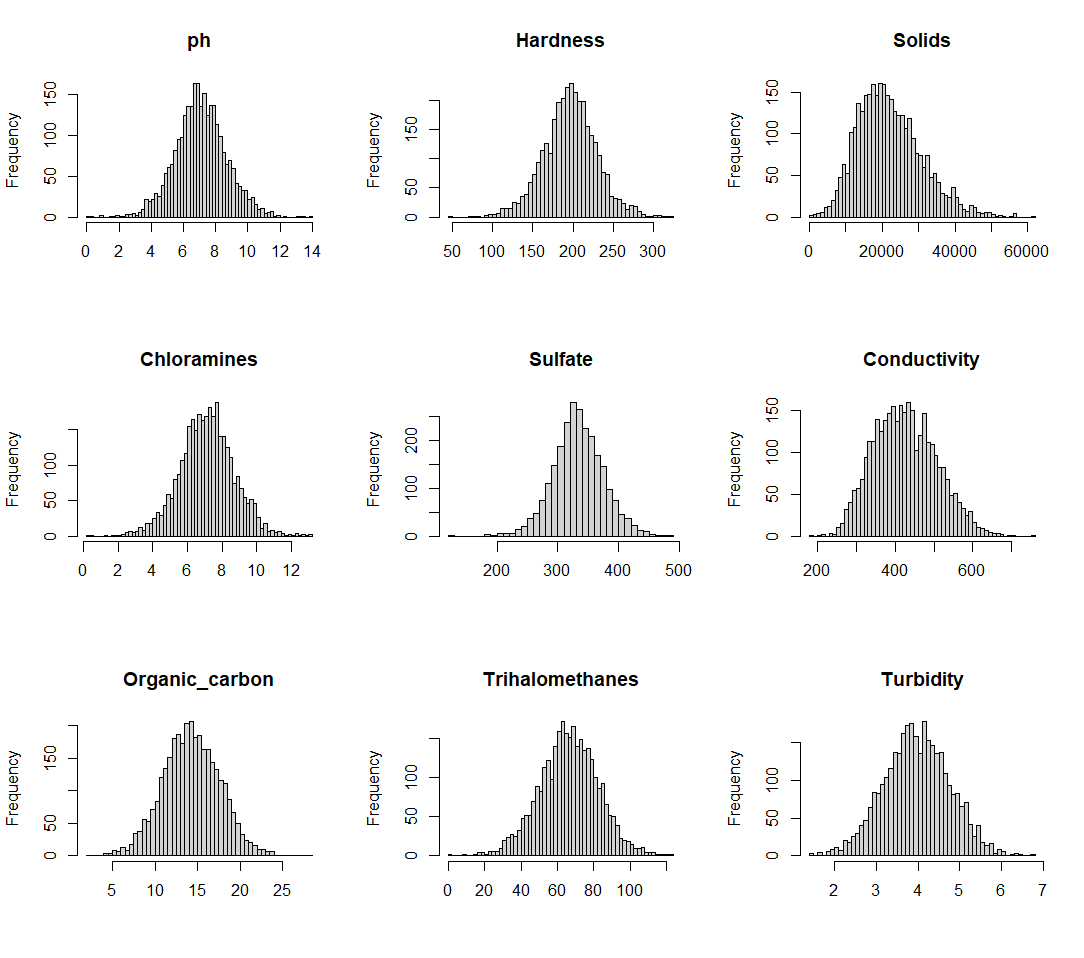 ph
Frequency
0 50 100 150
0 2 4 6 8 10 12 14
Hardness
Frequency
0 50 150
50 100 150 200 250 300
Solids
Frequency
0 50 100 150
0 20000 40000 60000
Chloramines
Frequency
0 50 100
0 2 4 6 8 10 12
Sulfate
Frequency
0 100 200
200 300 400 500
Conductivity
Frequency
0 50 100 150
200 400 600
Organic_carbon
Frequency
0 50 150
5 10 15 20 25
Trihalomethanes
Frequency
0 50 100
0 20 40 60 80 100
Turbidity
Frequency
0 50 100
2 3 4 5 6 7